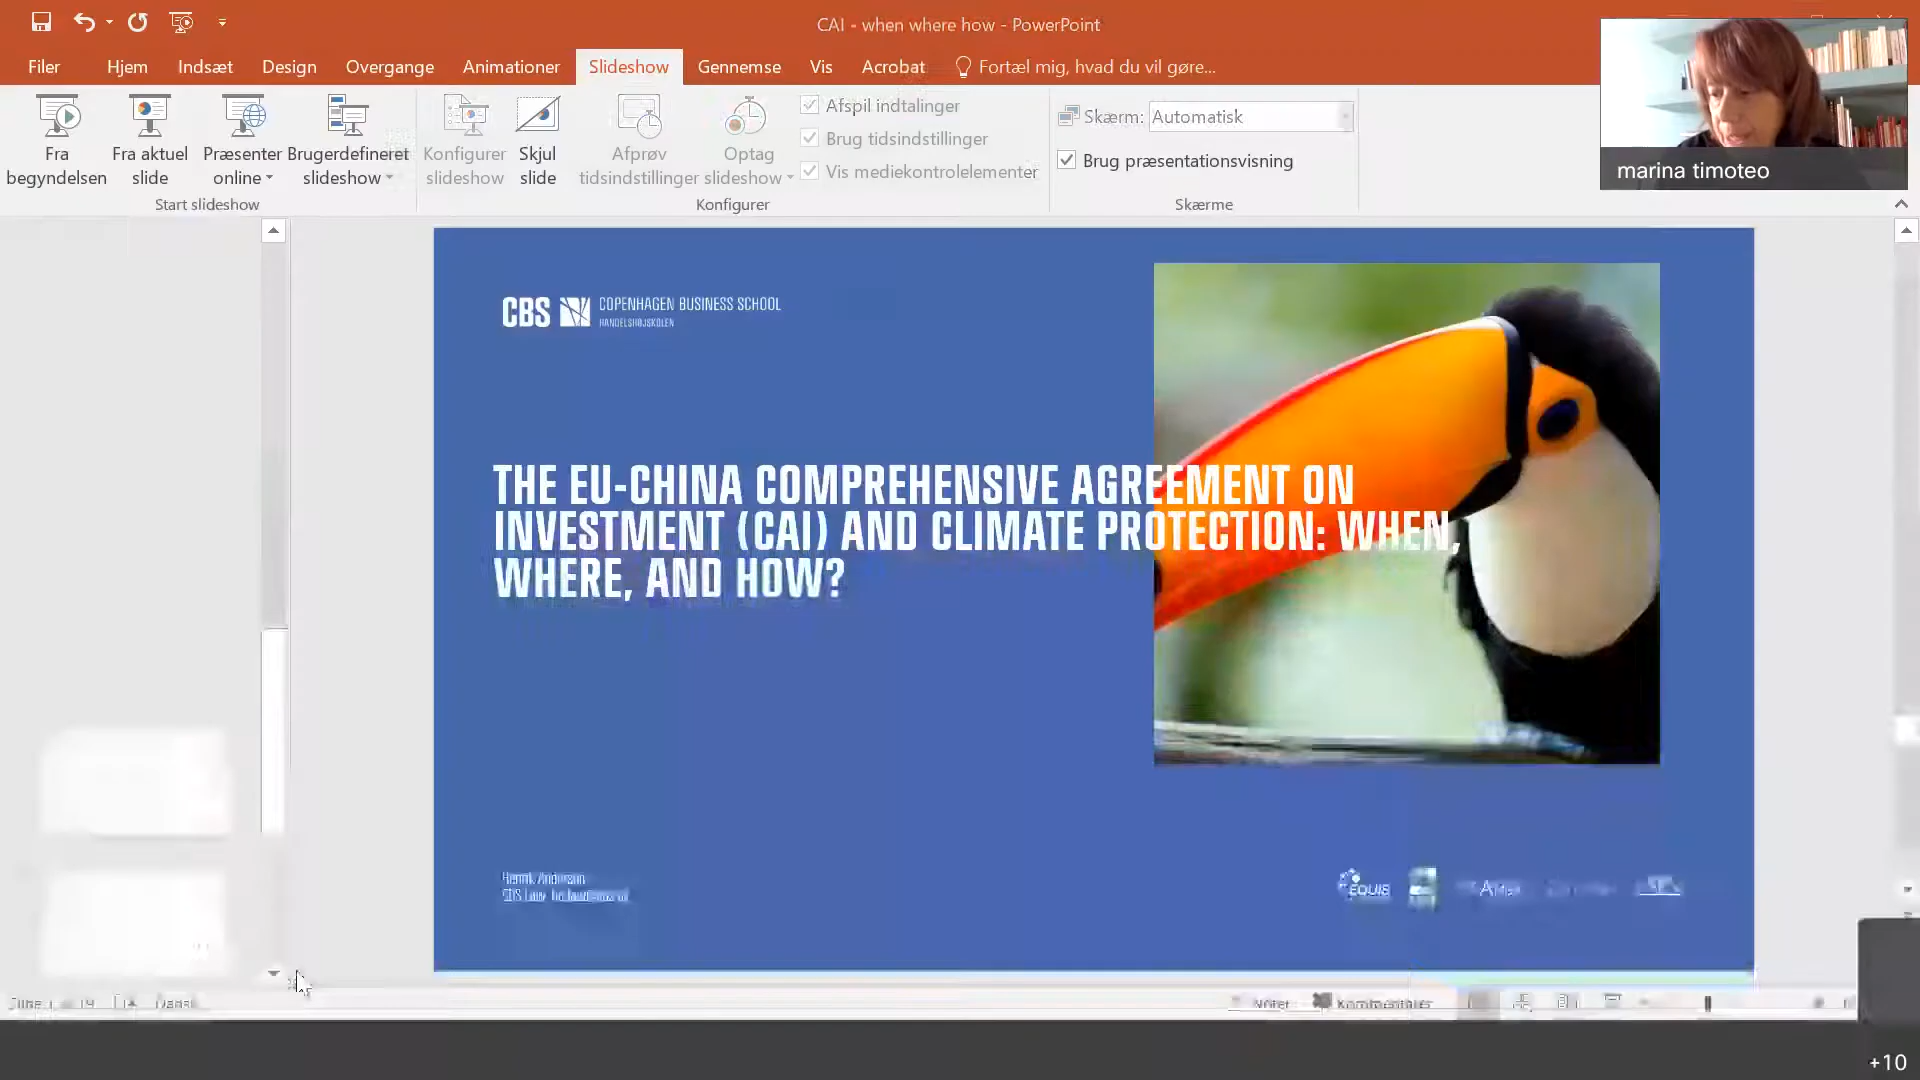 CAI - when where how - PowerPoint
Filer Hjem Indsæt Design Overgange Animationer Slideshow Gennemse Vis Acrobat Fortæl mig, hvad du vil gøre...
Fra begyndelsen
Fra aktuel slide
Præsenter online
Brugerdefineret slideshow
Start slideshow
Konfigurer slideshow
Skjul slide
Afprøv tidsindstillinger
Optag slideshow
Afspil indtalinger
Brug tidsindstillinger
Vis mediekontrolelementer
Konfigurer
Skærm: Automatisk
Brug præsentationsvisning
Skærme
marina timoteo
CBS COPENHAGEN BUSINESS SCHOOL
HANDELSHØJSKOLEN
THE EU-CHINA COMPREHENSIVE AGREEMENT ON
INVESTMENT (CAI) AND CLIMATE PROTECTION: WHEN,
WHERE, AND HOW?
EQUIS
Noter Kommentarer
+10